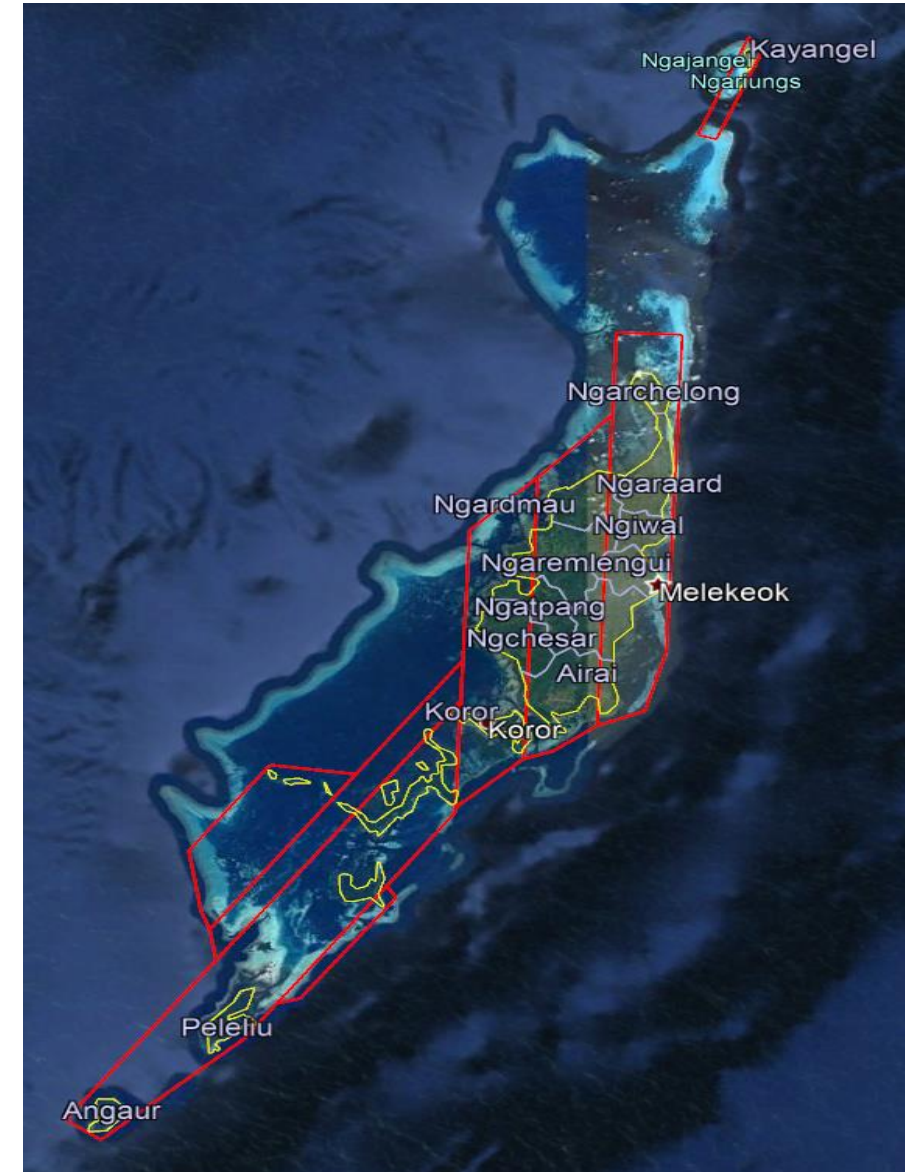 Kayangel
Ngajangel
Ngariungs
Ngarchelong
Ngaraard
Ngardmau
Ngiwal
Ngaremlengui
Melekeok
Ngatpang
Ngchesar
Airai
Koror
Koror
Peleliu
Angaur